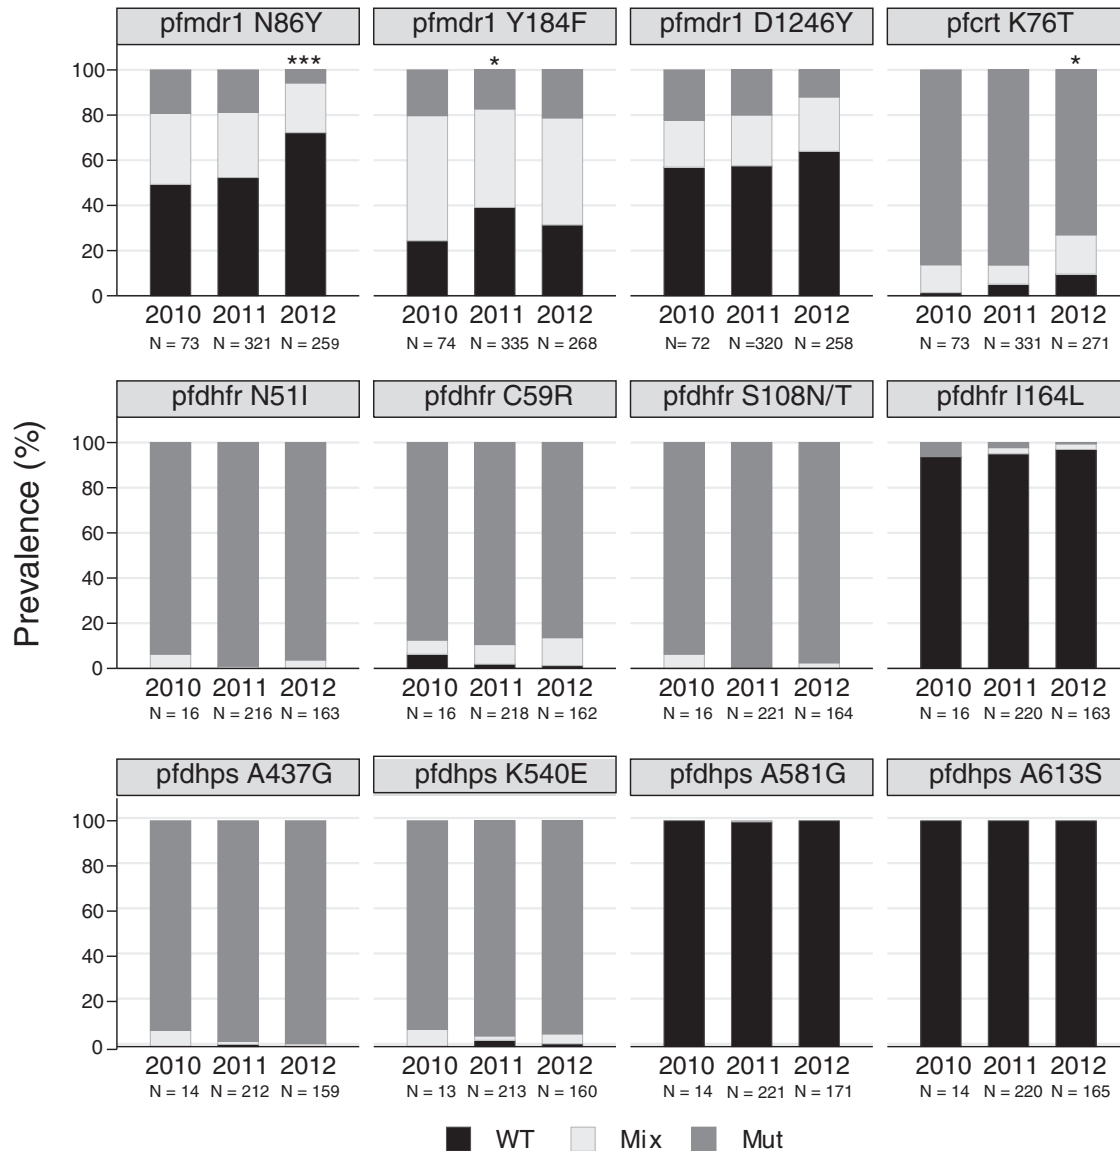 pfmdr1 N86Y pfmdr1 Y184F pfmdr1 D1246Y pfcrt K76T
*** * *
100
80
60
40
20
0
2010 2011 2012 2010 2011 2012 2010 2011 2012 2010 2011 2012
N = 73 N = 321 N = 259 N = 74 N = 335 N = 268 N= 72 N =320 N = 258 N = 73 N = 331 N = 271
Prevalence (%)
pfdhfr N51I pfdhfr C59R pfdhfr S108N/T pfdhfr I164L
100
80
60
40
20
0
2010 2011 2012 2010 2011 2012 2010 2011 2012 2010 2011 2012
N = 16 N = 216 N = 163 N = 16 N = 218 N = 162 N = 16 N = 221 N = 164 N = 16 N = 220 N = 163
pfdhps A437G pfdhps K540E pfdhps A581G pfdhps A613S
100
80
60
40
20
0
2010 2011 2012 2010 2011 2012 2010 2011 2012 2010 2011 2012
N = 14 N = 212 N = 159 N = 13 N = 213 N = 160 N = 14 N = 221 N = 171 N = 14 N = 220 N = 165
WT Mix Mut